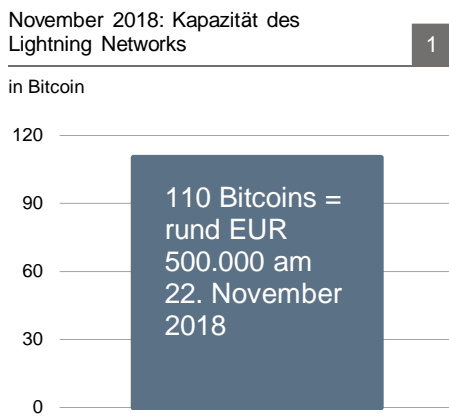 November 2018: Kapazität des
Lightning Networks
1
in Bitcoin
120
90
60
30
0
110 Bitcoins =
rund EUR
500.000 am
22. November
2018